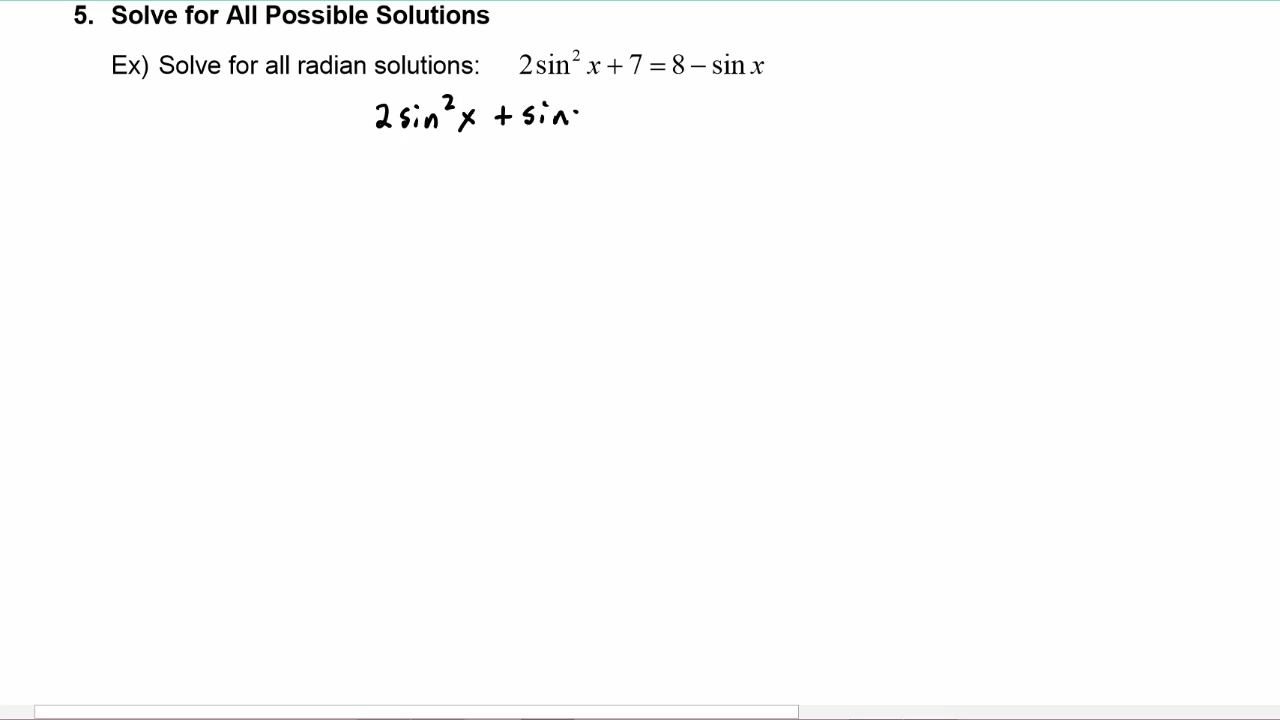 5. Solve for All Possible Solutions
Ex) Solve for all radian solutions: 2sin² x + 7 = 8 − sin x
2sin²x + sin